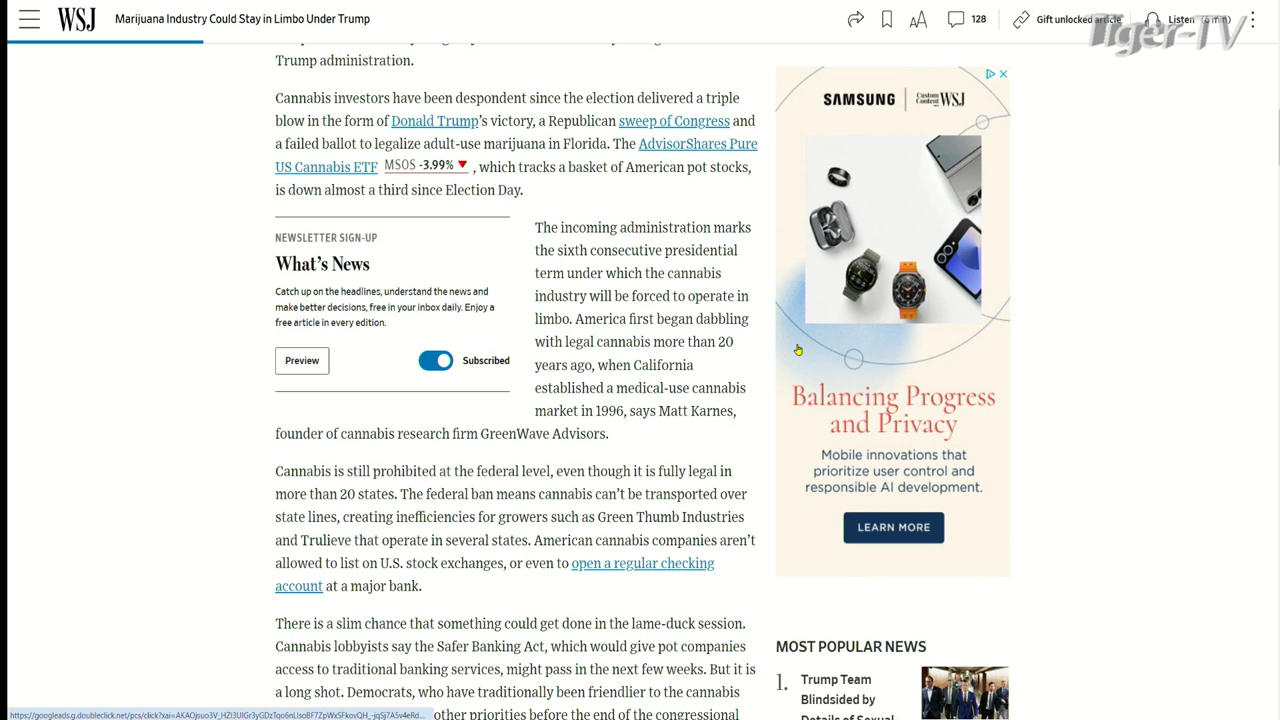 WSJ
Marijuana Industry Could Stay in Limbo Under Trump
AA
128
Gift unlocked article
Listen
Tiger-TV
Trump administration.
Cannabis investors have been despondent since the election delivered a triple
blow in the form of Donald Trump's victory, a Republican sweep of Congress and
a failed ballot to legalize adult-use marijuana in Florida. The AdvisorShares Pure
US Cannabis ETF MSOS -3.99% ▼ , which tracks a basket of American pot stocks,
is down almost a third since Election Day.
NEWSLETTER SIGN-UP
What's News
Catch up on the headlines, understand the news and
make better decisions, free in your inbox daily. Enjoy a
free article in every edition.
Preview
Subscribed
The incoming administration marks
the sixth consecutive presidential
term under which the cannabis
industry will be forced to operate in
limbo. America first began dabbling
with legal cannabis more than 20
years ago, when California
established a medical-use cannabis
market in 1996, says Matt Karnes,
founder of cannabis research firm GreenWave Advisors.
Cannabis is still prohibited at the federal level, even though it is fully legal in
more than 20 states. The federal ban means cannabis can't be transported over
state lines, creating inefficiencies for growers such as Green Thumb Industries
and Trulieve that operate in several states. American cannabis companies aren't
allowed to list on U.S. stock exchanges, or even to open a regular checking
account at a major bank.
There is a slim chance that something could get done in the lame-duck session.
Cannabis lobbyists say the Safer Banking Act, which would give pot companies
access to traditional banking services, might pass in the next few weeks. But it is
a long shot. Democrats, who have traditionally been friendlier to the cannabis
other priorities before the end of the congressional
SAMSUNG
Custom Content WSJ
Balancing Progress
and Privacy
Mobile innovations that
prioritize user control and
responsible AI development.
LEARN MORE
MOST POPULAR NEWS
1.
Trump Team
Blindsided by
Details of Sexual-